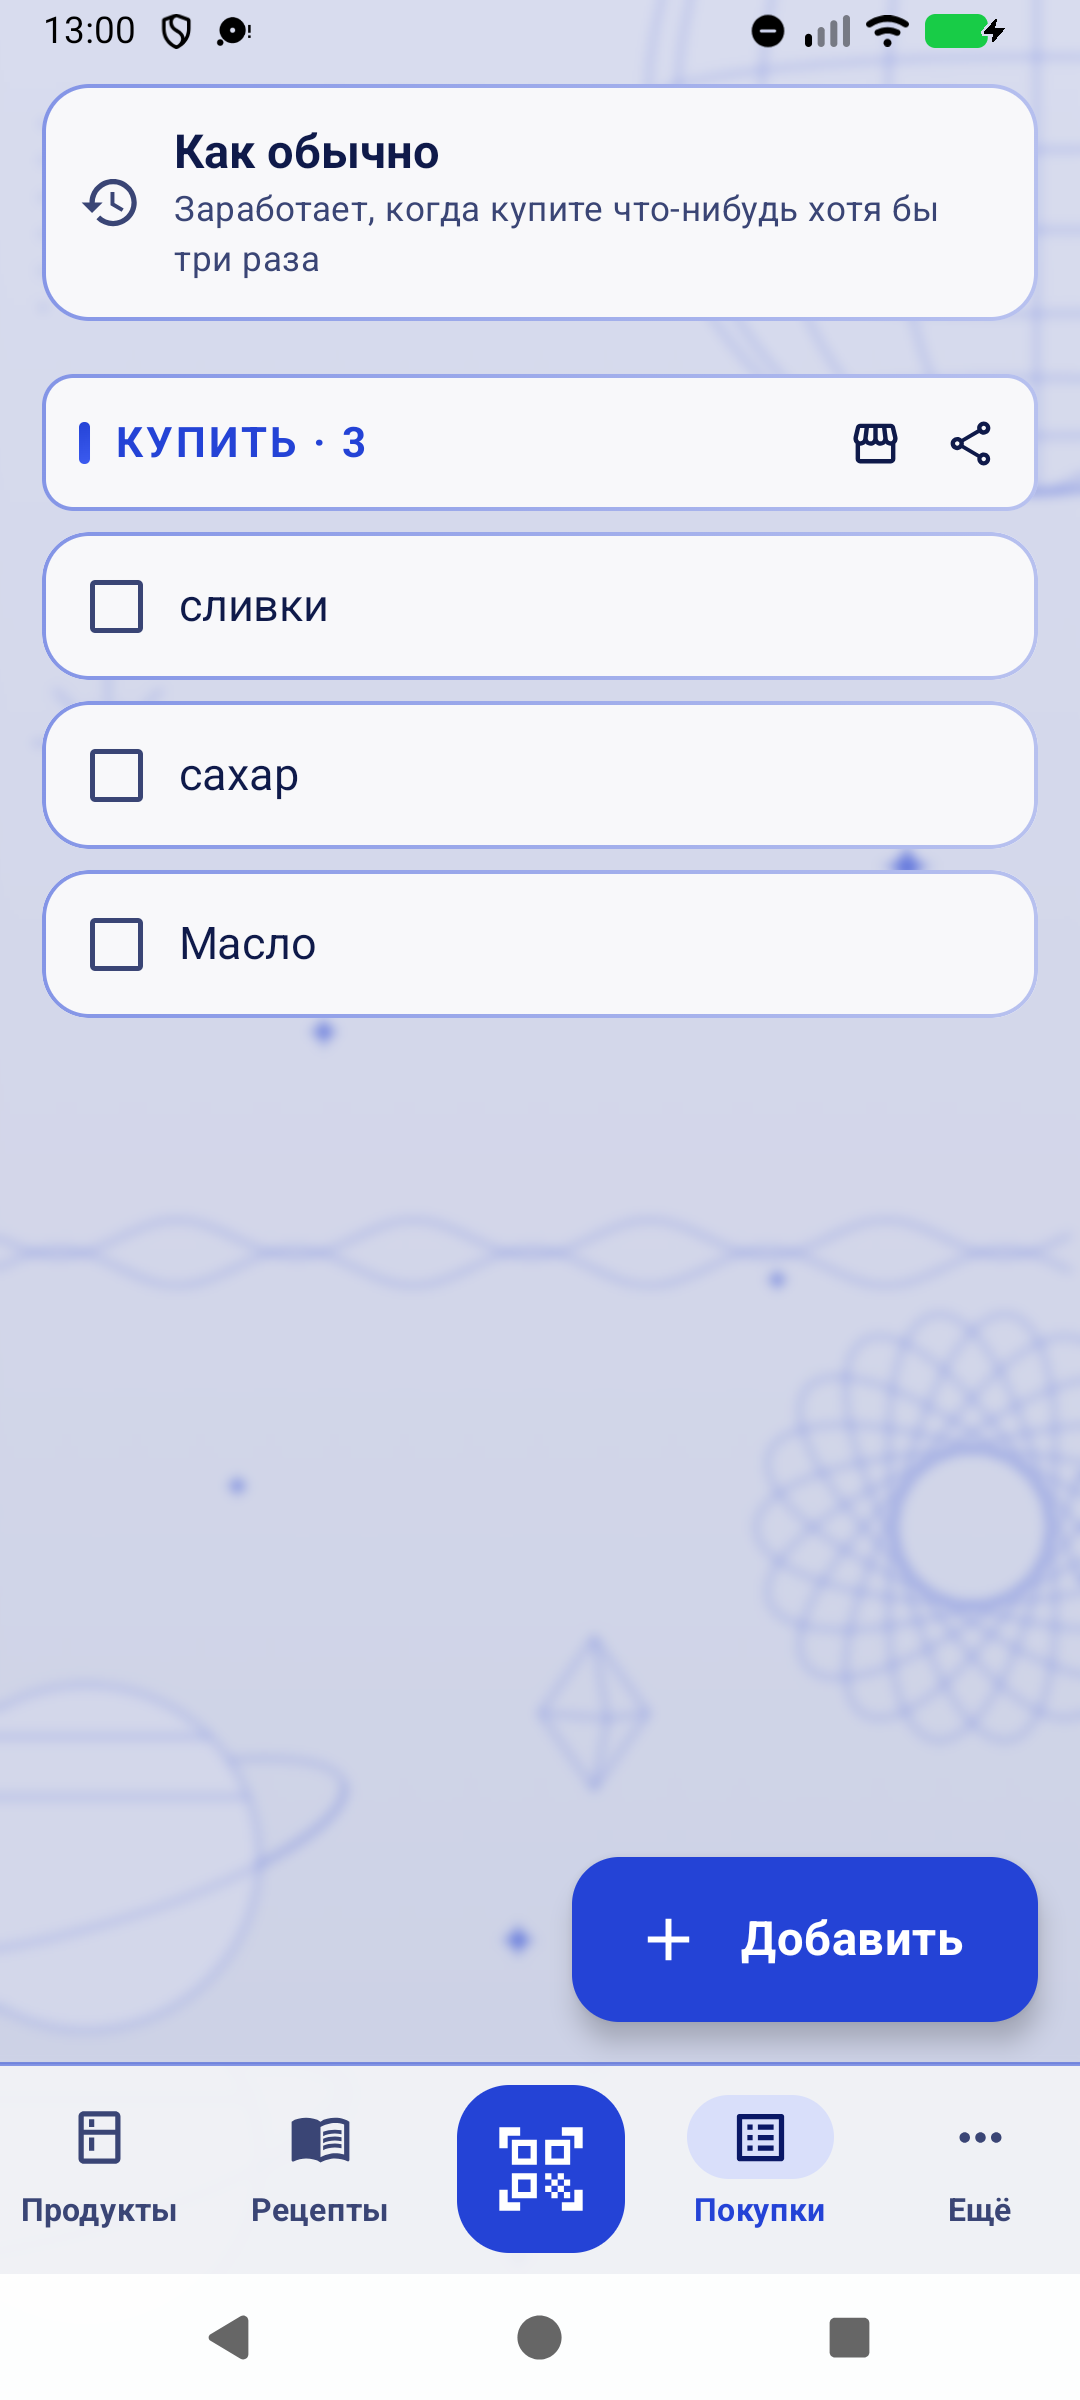 13:00
Как обычно
Заработает, когда купите что-нибудь хотя бы
три раза
КУПИТЬ · 3
сливки
сахар
Масло
Добавить
Продукты
Рецепты
Покупки
Ещё